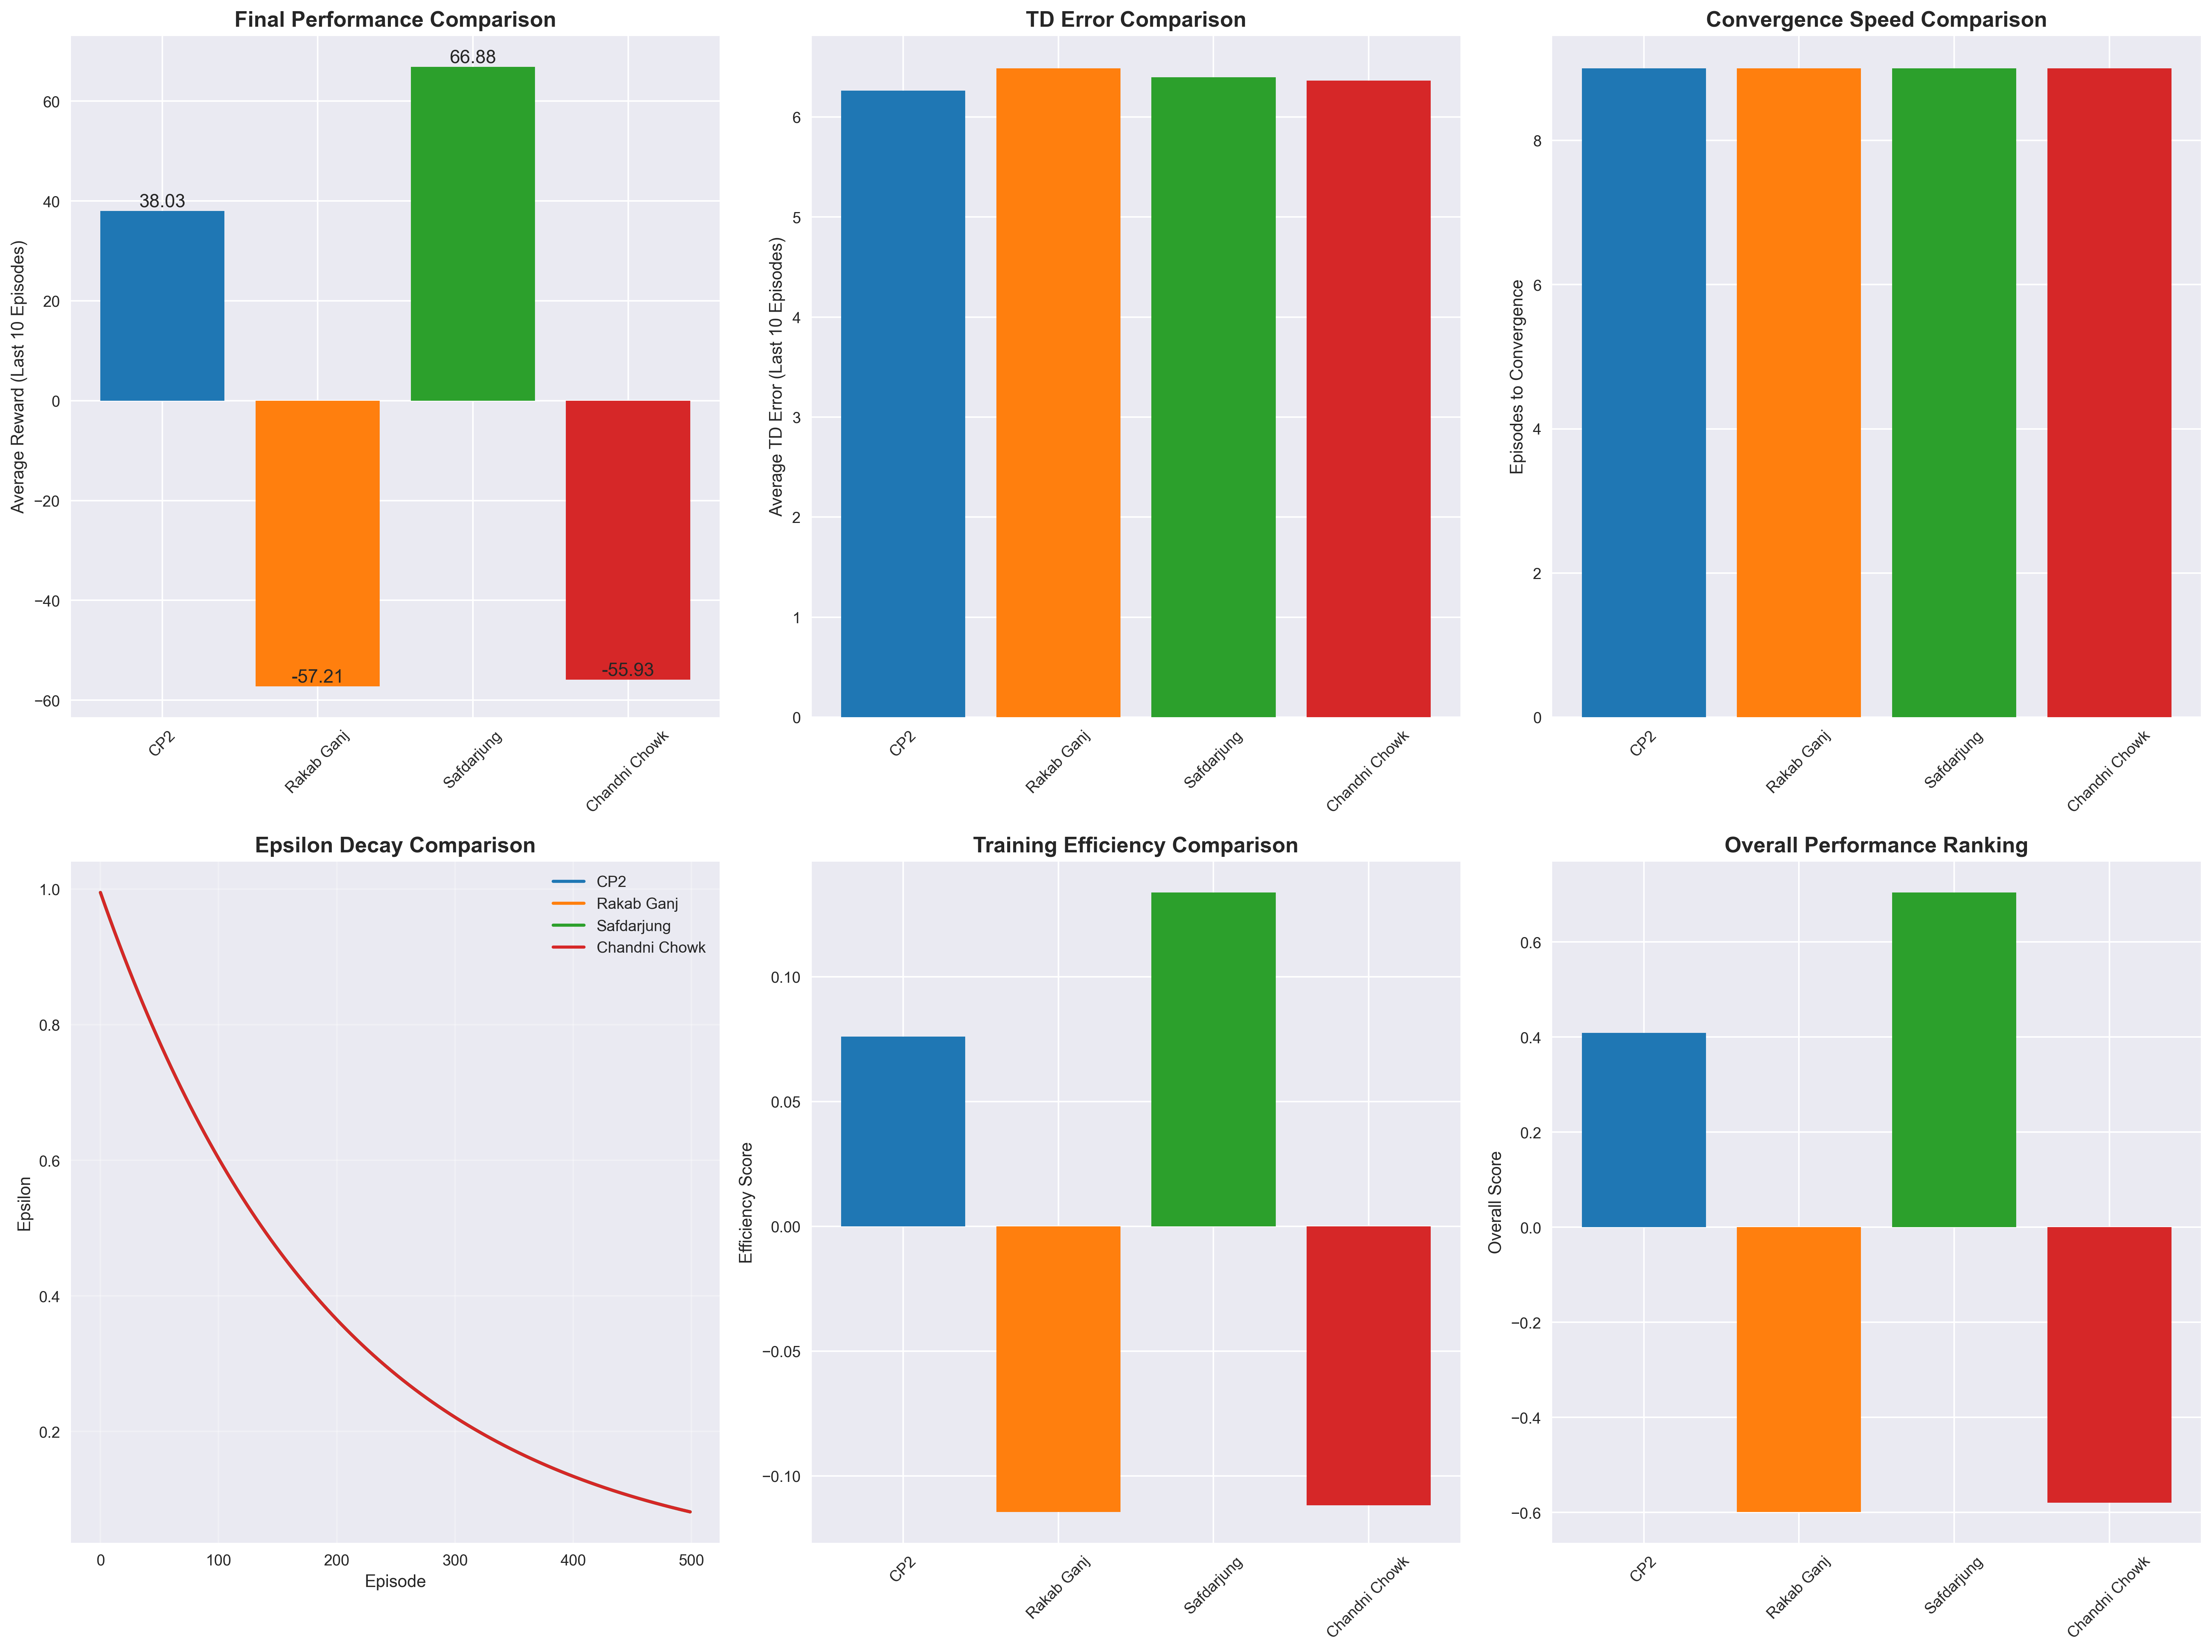 Final Performance Comparison
Average Reward (Last 10 Episodes)
60
40
20
0
−20
−40
−60
38.03
-57.21
66.88
-55.93
CP2
Rakab Ganj
Safdarjung
Chandni Chowk
TD Error Comparison
Average TD Error (Last 10 Episodes)
6
5
4
3
2
1
0
CP2
Rakab Ganj
Safdarjung
Chandni Chowk
Convergence Speed Comparison
Episodes to Convergence
8
6
4
2
0
CP2
Rakab Ganj
Safdarjung
Chandni Chowk
Epsilon Decay Comparison
Epsilon
1.0
0.8
0.6
0.4
0.2
CP2
Rakab Ganj
Safdarjung
Chandni Chowk
0
100
200
300
400
500
Episode
Training Efficiency Comparison
Efficiency Score
0.10
0.05
0.00
−0.05
−0.10
CP2
Rakab Ganj
Safdarjung
Chandni Chowk
Overall Performance Ranking
Overall Score
0.6
0.4
0.2
0.0
−0.2
−0.4
−0.6
CP2
Rakab Ganj
Safdarjung
Chandni Chowk